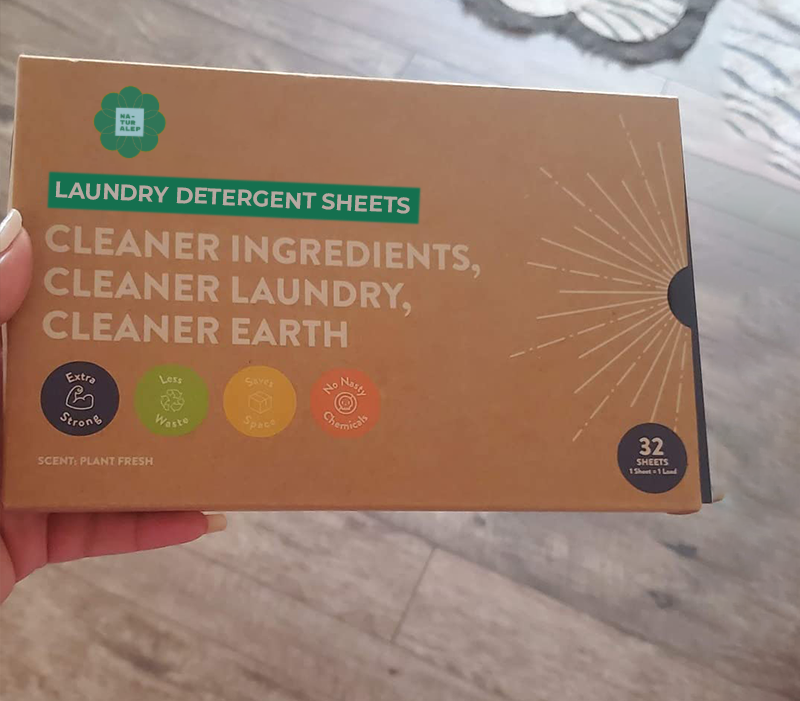 NA-
TUR
ALEP
LAUNDRY DETERGENT SHEETS
CLEANER INGREDIENTS,
CLEANER LAUNDRY,
CLEANER EARTH
Extra
Strong
Less
Waste
Saves
Space
No Nasty
Chemicals
SCENT: PLANT FRESH
32
SHEETS
1 Sheet = 1 Load